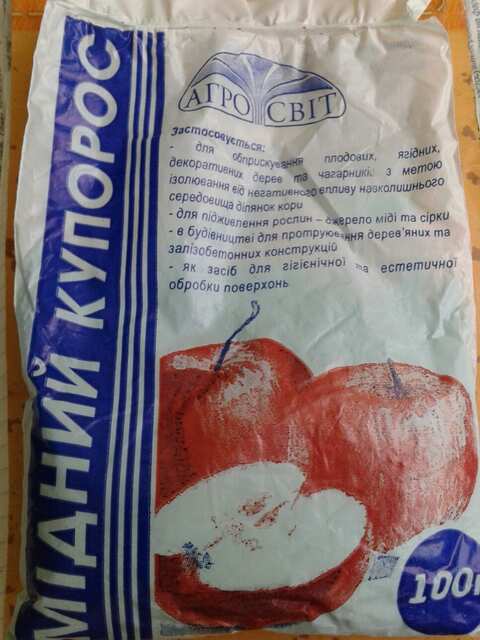 МІДНИЙ КУПОРОС
АГРО СВІТ
Застосовується:
- для обприскування плодових, ягідних,
декоративних дерев та чагарників з метою
ізолювання від негативного впливу навколишнього
середовища ділянок кори
- для підживлення рослин – джерело міді та сірки
- в будівництві для протруювання дерев'яних та
залізобетонних конструкцій
- як засіб для гігієнічної та естетичної
обробки поверхонь
100г